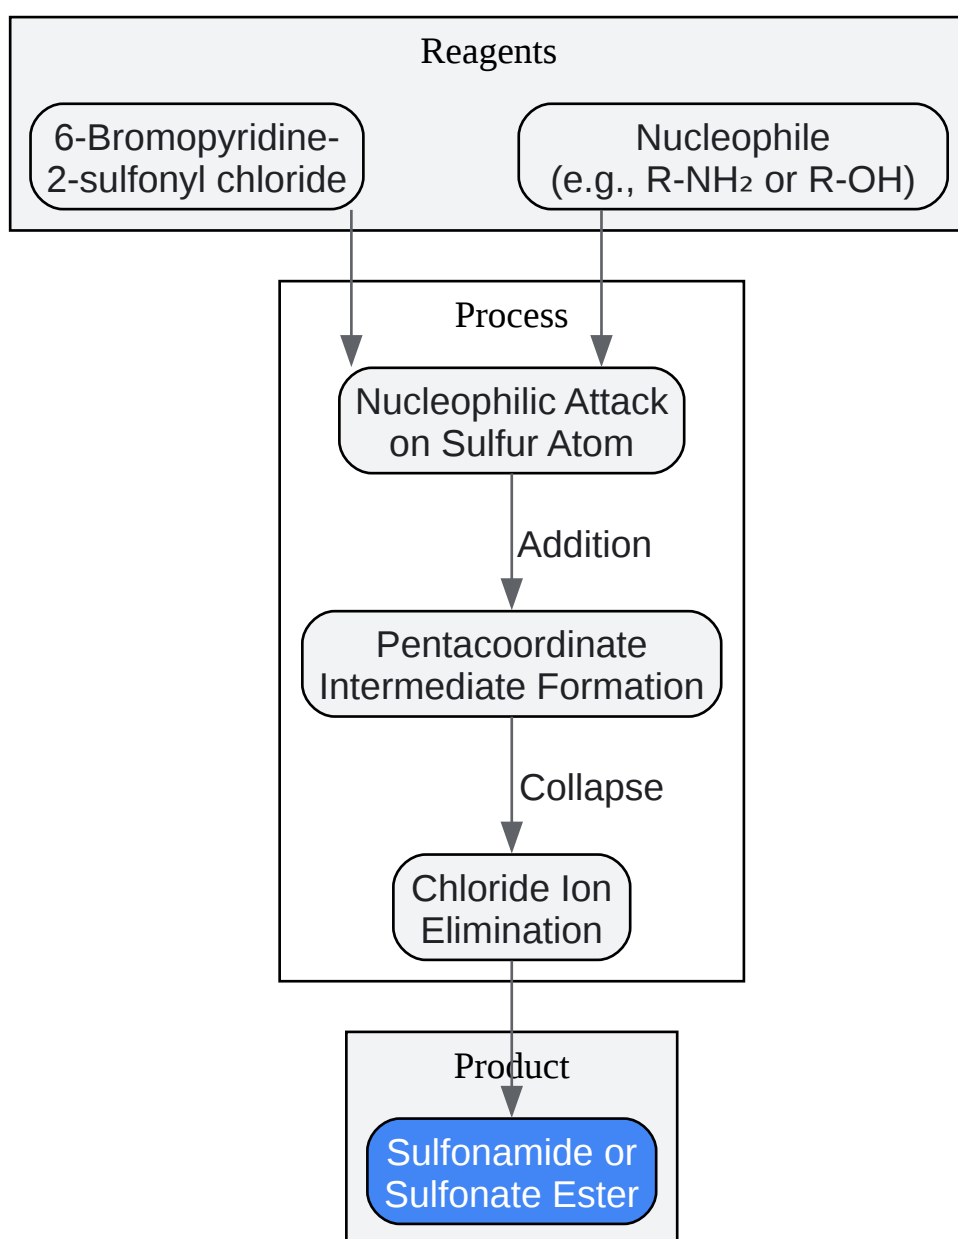 Reagents
6-Bromopyridine-
2-sulfonyl chloride
Nucleophile
(e.g., R-NH₂ or R-OH)
Process
Nucleophilic Attack
on Sulfur Atom
Addition
Pentacoordinate
Intermediate Formation
Collapse
Chloride Ion
Elimination
Product
Sulfonamide or
Sulfonate Ester